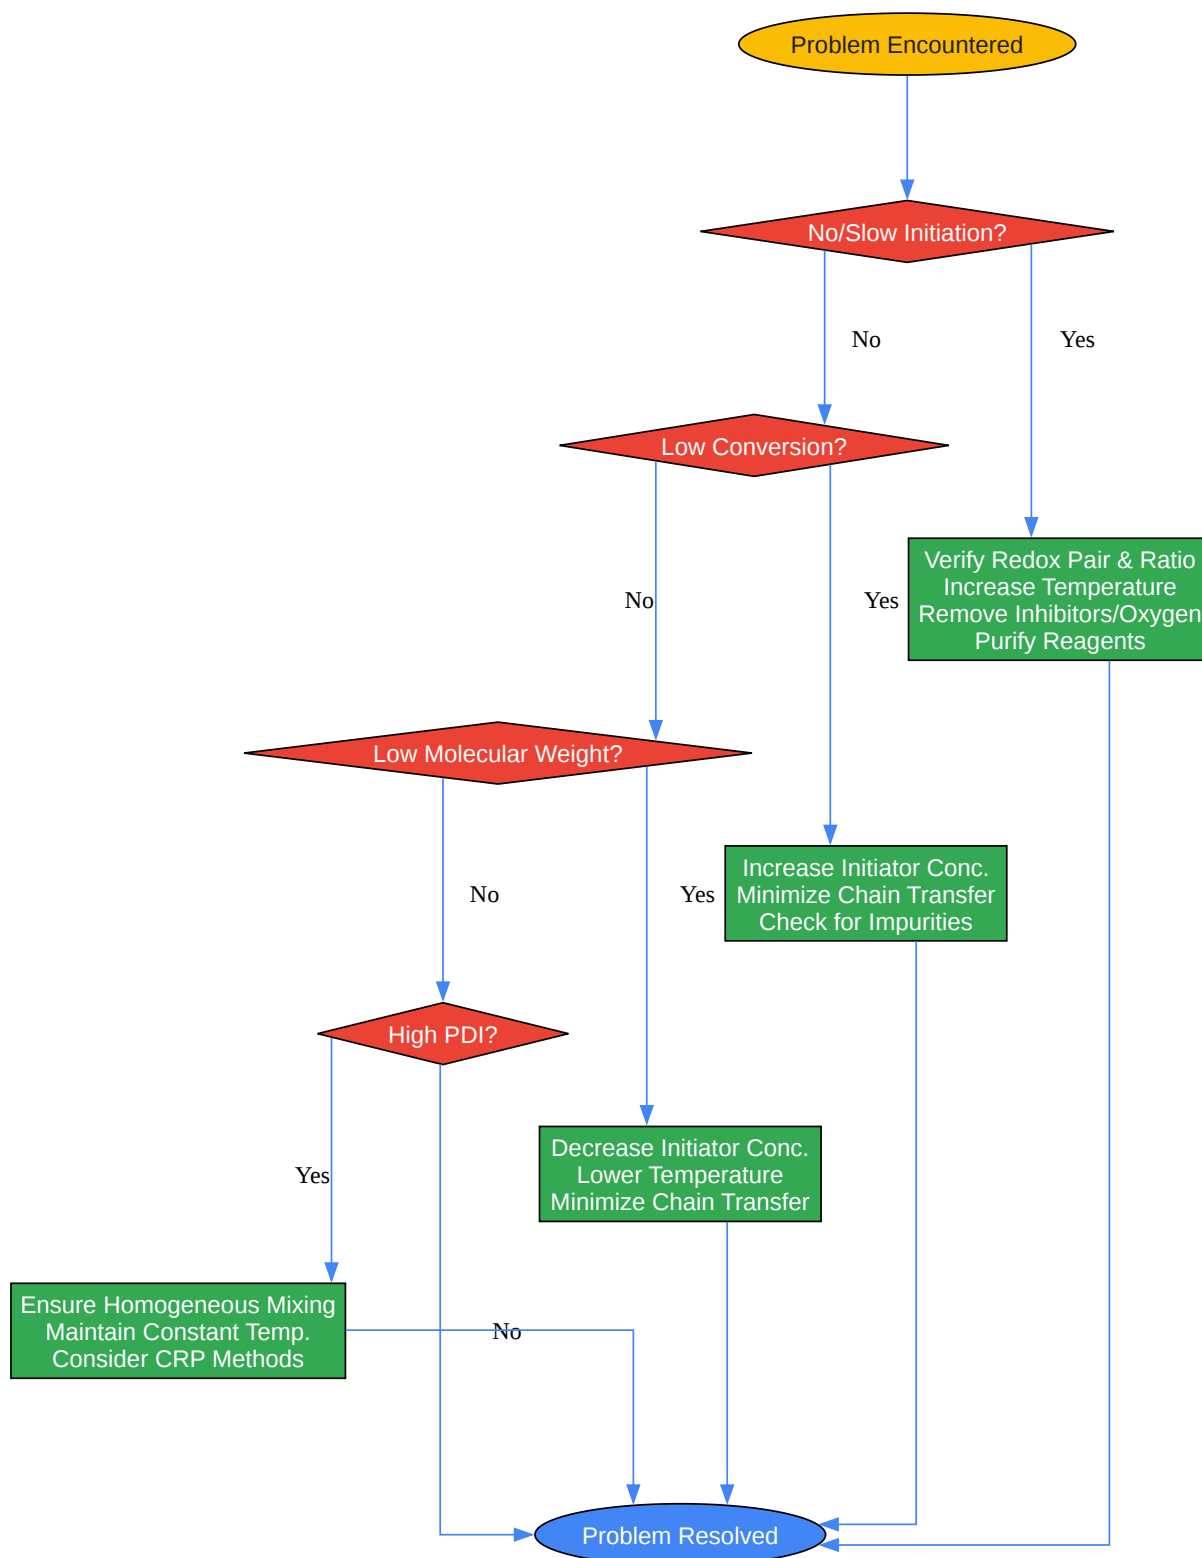 Problem Encountered
No/Slow Initiation?
No
Yes
Low Conversion?
Verify Redox Pair & Ratio
Increase Temperature
Remove Inhibitors/Oxygen
Purify Reagents
No
Yes
Low Molecular Weight?
Increase Initiator Conc.
Minimize Chain Transfer
Check for Impurities
No
Yes
High PDI?
Decrease Initiator Conc.
Lower Temperature
Minimize Chain Transfer
Yes
Ensure Homogeneous Mixing
Maintain Constant Temp.
Consider CRP Methods
No
Problem Resolved